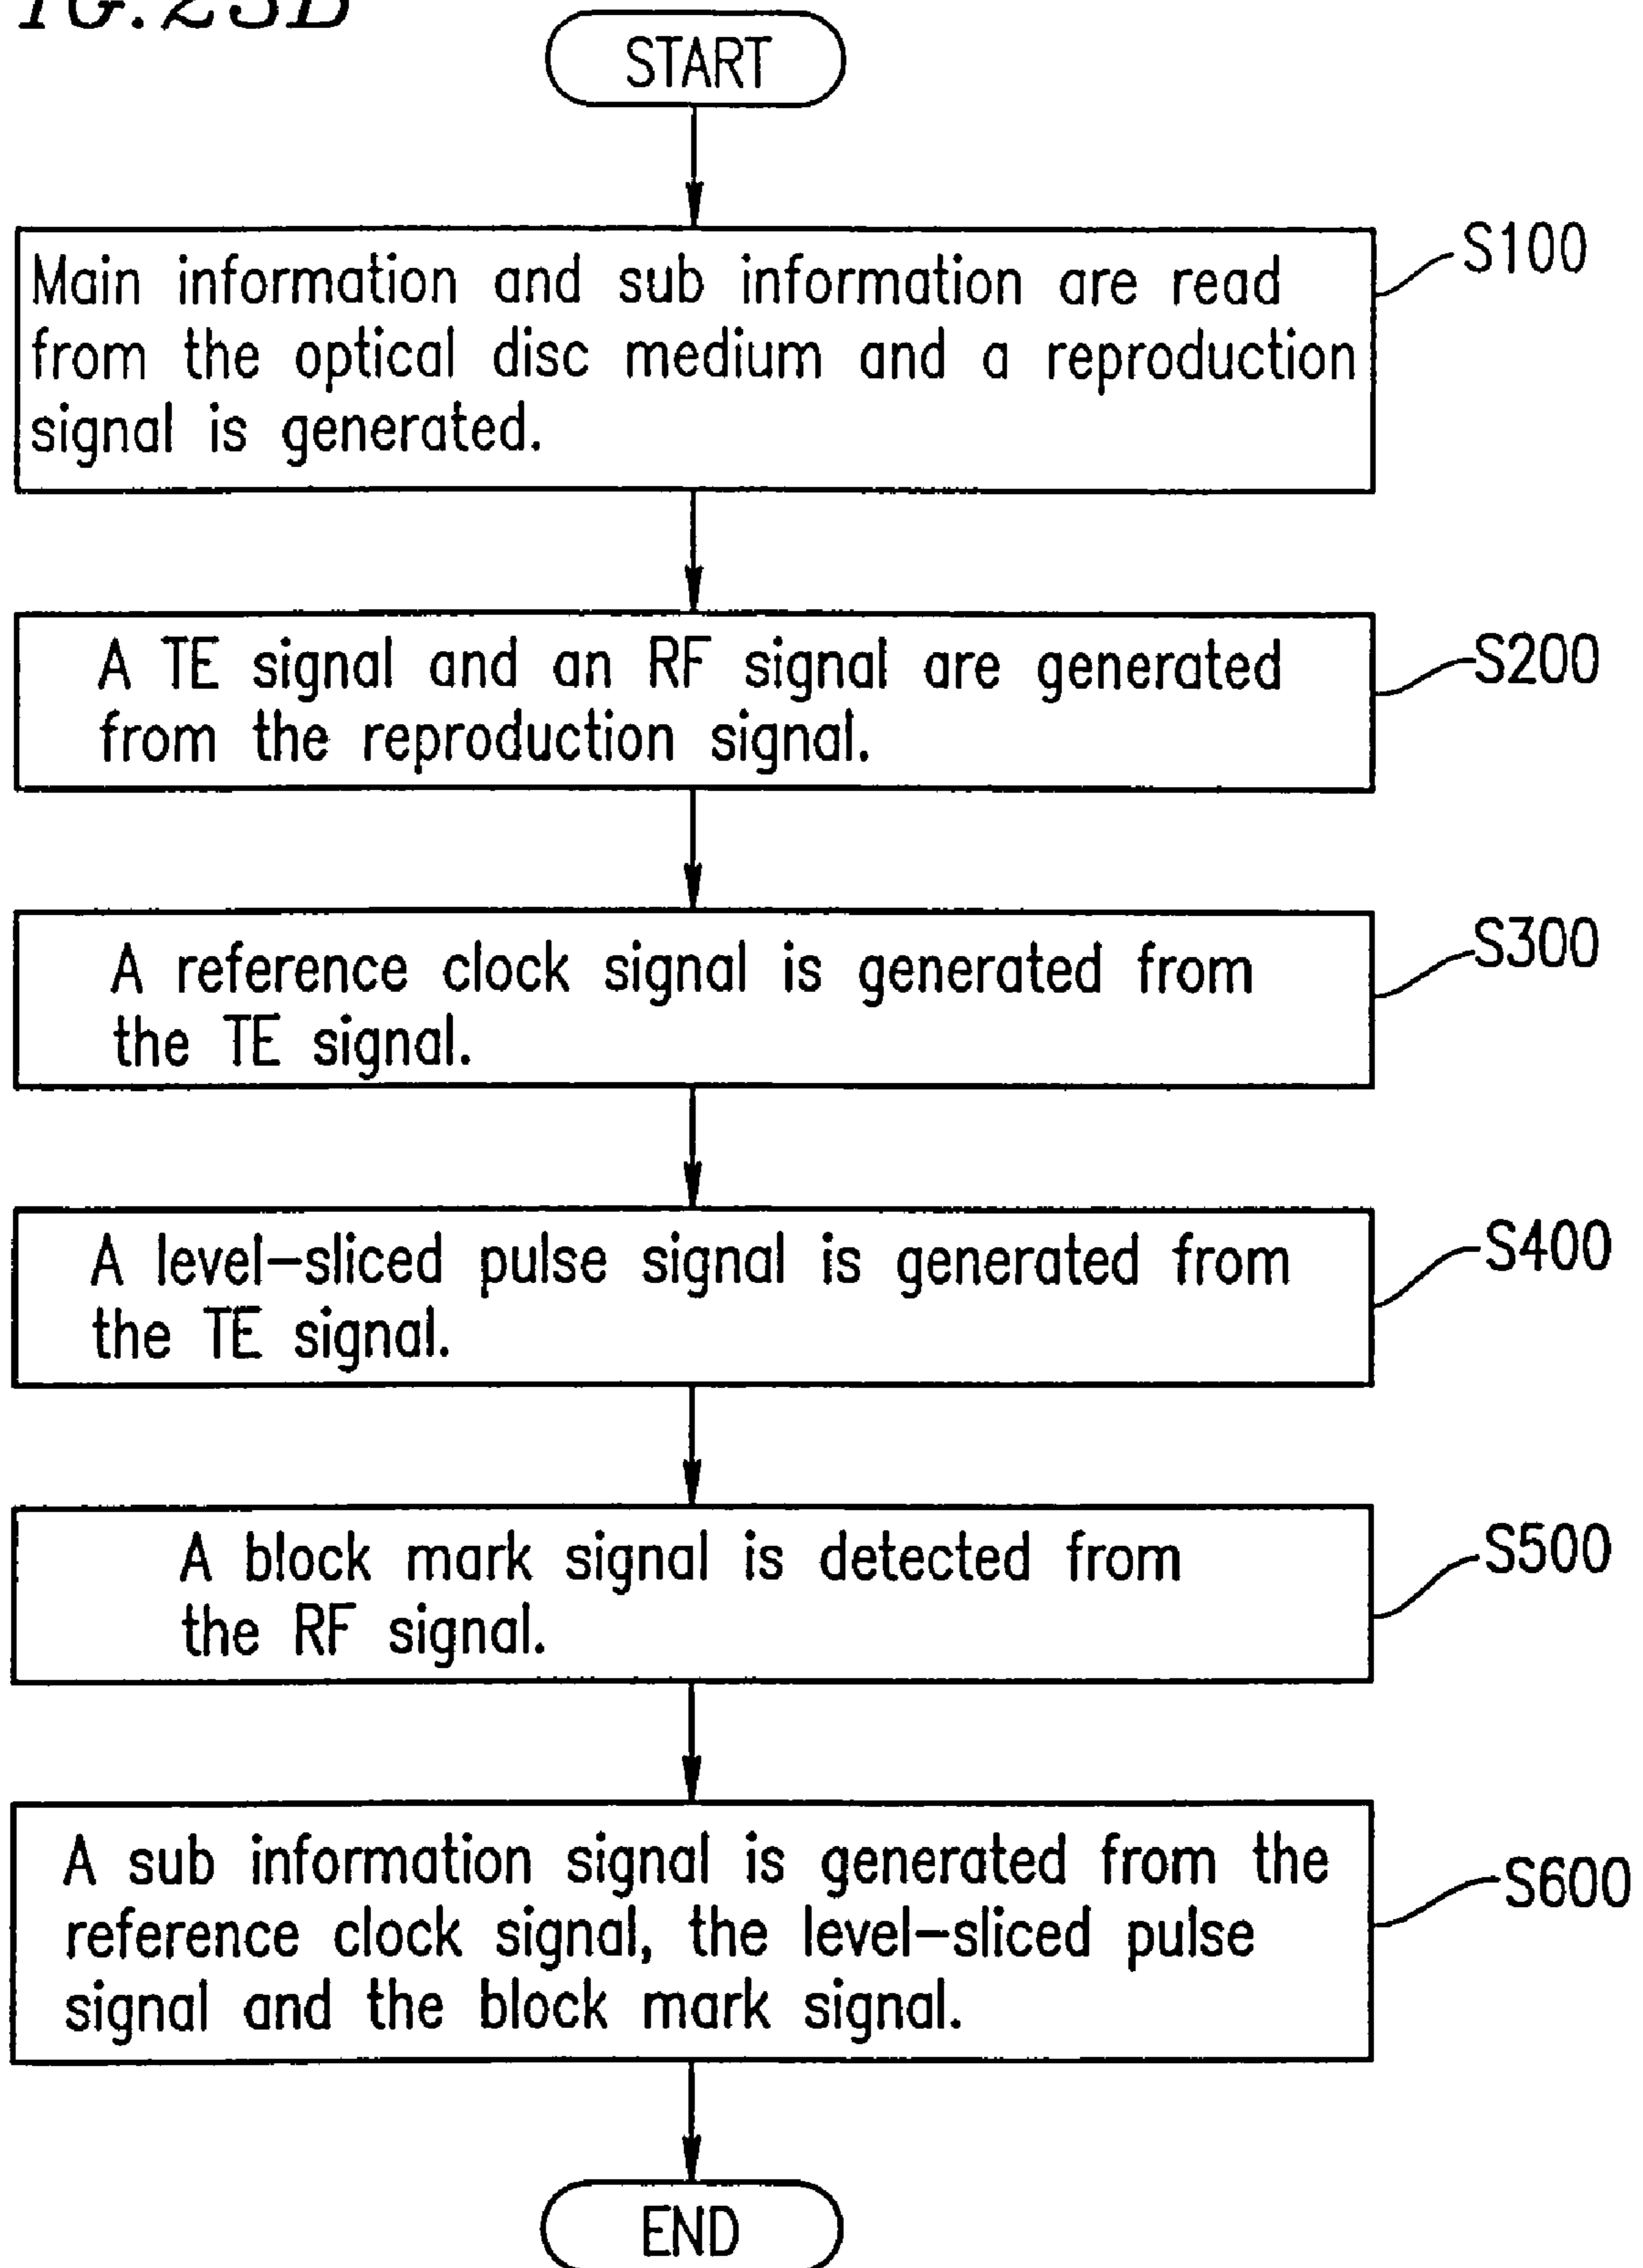 IG.23B
START
Main information and sub information are read
from the optical disc medium and a reproduction
signal is generated.
S100
A TE signal and an RF signal are generated
from the reproduction signal.
S200
A reference clock signal is generated from
the TE signal.
S300
A level-sliced pulse signal is generated from
the TE signal.
S400
A block mark signal is detected from
the RF signal.
S500
A sub information signal is generated from the
reference clock signal, the level-sliced pulse
signal and the block mark signal.
S600
END